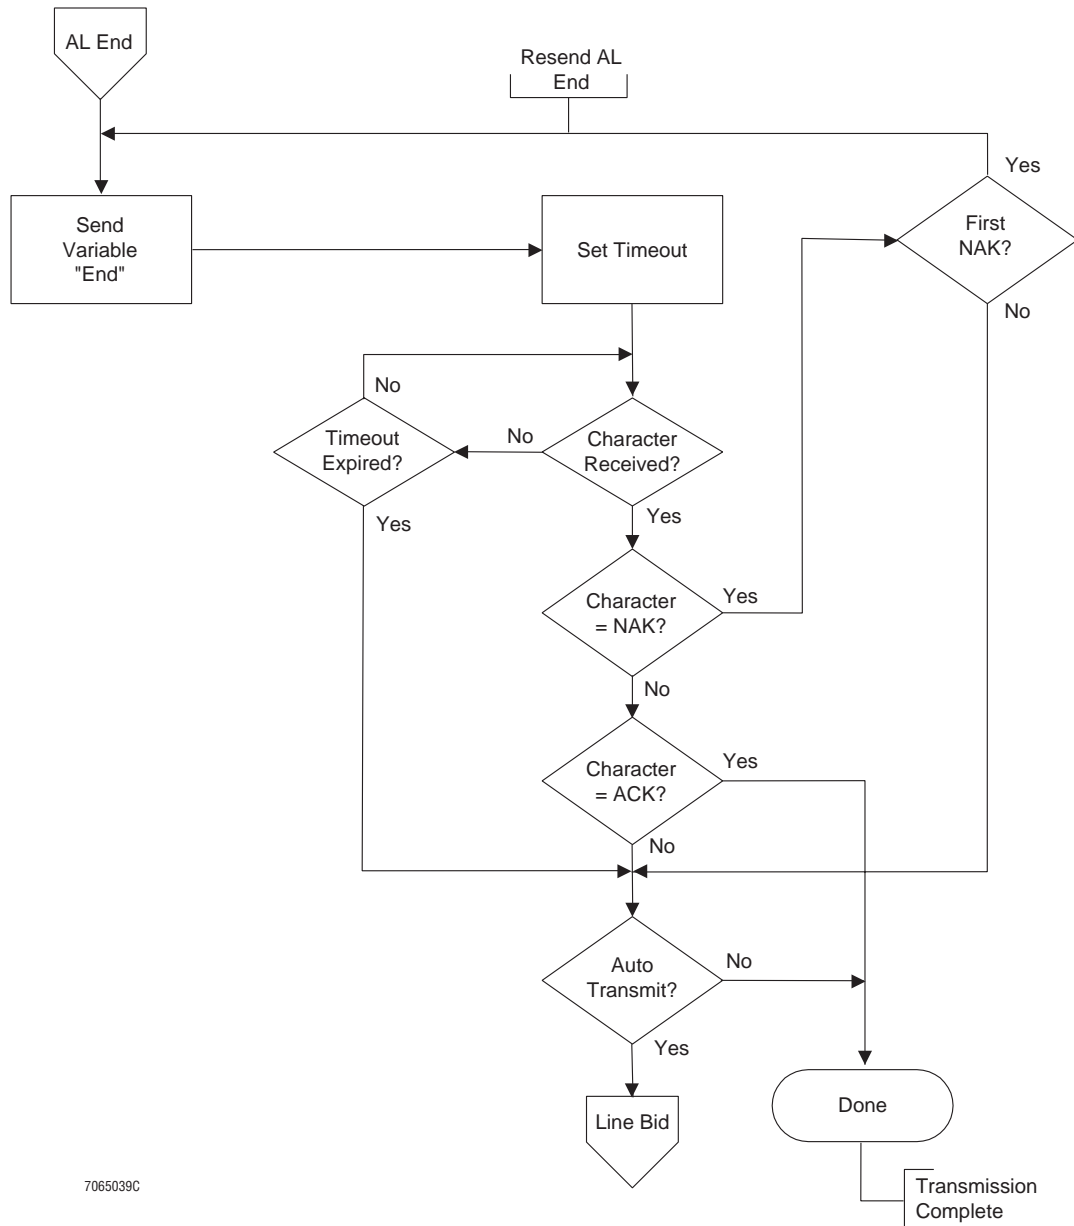 AL End
Resend AL
End
Yes
Send
Variable
"End"
Set Timeout
First
NAK?
No
No
Timeout
Expired?
No
Character
Received?
Yes
Yes
Character
= NAK?
Yes
No
Character
= ACK?
Yes
No
Auto
Transmit?
No
Yes
Line Bid
Done
7065039C
Transmission
Complete